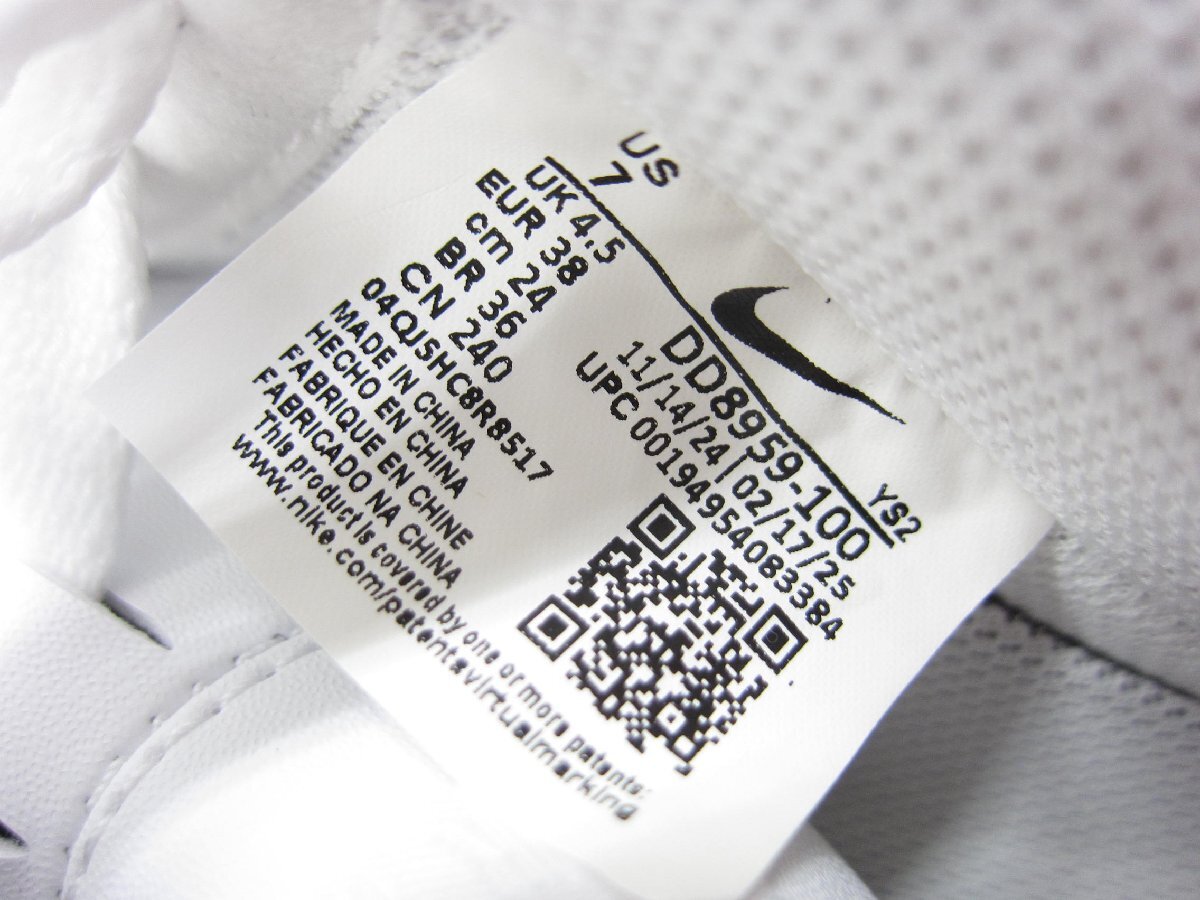 US
7
UK 4.5
EUR 38
cm 24
BR 36
CN 240
04QJSHC8R8517
MADE IN CHINA
HECHO EN CHINA
FABRIQUE EN CHINE
FABRICADO NA CHINA
This product is covered by one or more patents:
www.nike.com/patentsvirtualmarking
YS2
DD8959-100
11/14/24 | 02/17/25
UPC 00194954083384